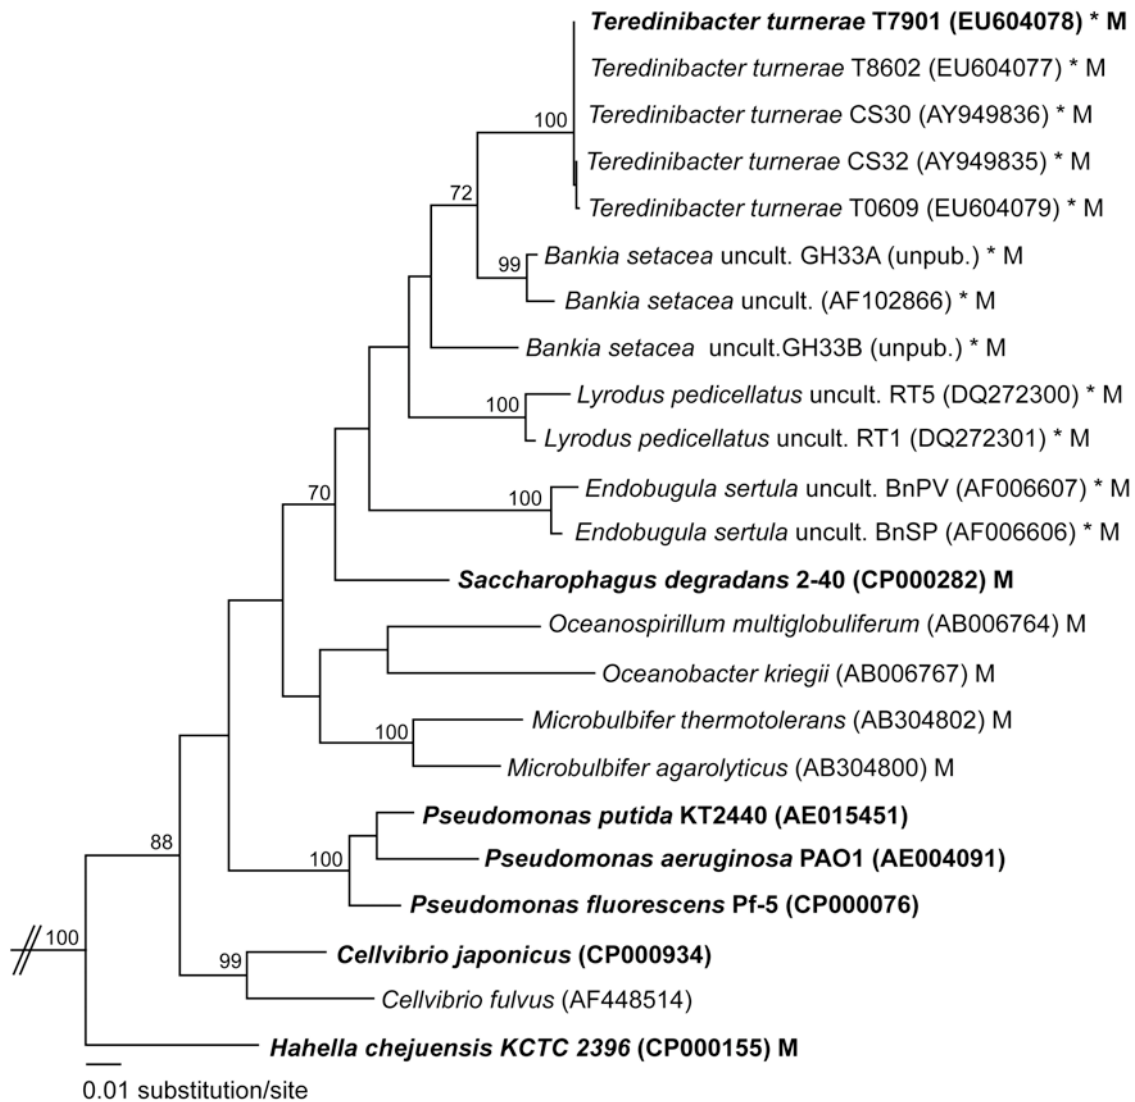 Teredinibacter turnerae T7901 (EU604078) * M
Teredinibacter turnerae T8602 (EU604077) * M
100
Teredinibacter turnerae CS30 (AY949836) * M
Teredinibacter turnerae CS32 (AY949835) * M
72
Teredinibacter turnerae T0609 (EU604079) * M
99
Bankia setacea uncult. GH33A (unpub.) * M
Bankia setacea uncult. (AF102866) * M
Bankia setacea uncult.GH33B (unpub.) * M
100
Lyrodus pedicellatus uncult. RT5 (DQ272300) * M
Lyrodus pedicellatus uncult. RT1 (DQ272301) * M
70
100
Endobugula sertula uncult. BnPV (AF006607) * M
Endobugula sertula uncult. BnSP (AF006606) * M
Saccharophagus degradans 2-40 (CP000282) M
Oceanospirillum multiglobuliferum (AB006764) M
Oceanobacter kriegii (AB006767) M
100
Microbulbifer thermotolerans (AB304802) M
Microbulbifer agarolyticus (AB304800) M
Pseudomonas putida KT2440 (AE015451)
88
100
Pseudomonas aeruginosa PAO1 (AE004091)
Pseudomonas fluorescens Pf-5 (CP000076)
100
99
Cellvibrio japonicus (CP000934)
Cellvibrio fulvus (AF448514)
Hahella chejuensis KCTC 2396 (CP000155) M
0.01 substitution/site